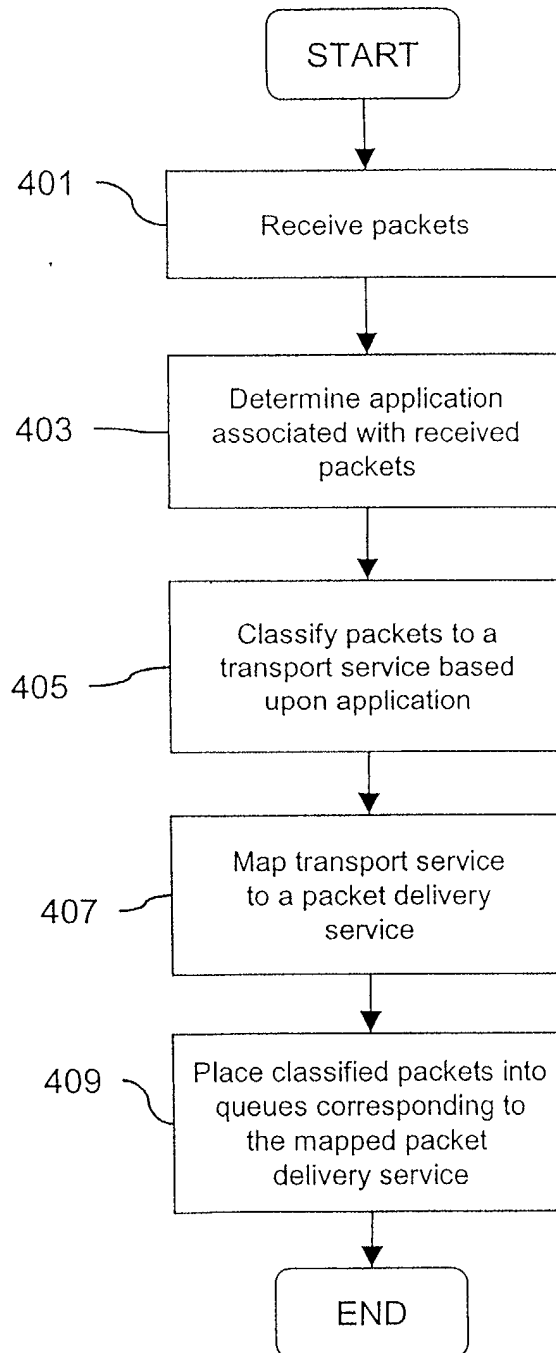 START
401
Receive packets
403
Determine application
associated with received
packets
405
Classify packets to a
transport service based
upon application
407
Map transport service
to a packet delivery
service
409
Place classified packets into
queues corresponding to
the mapped packet
delivery service
END